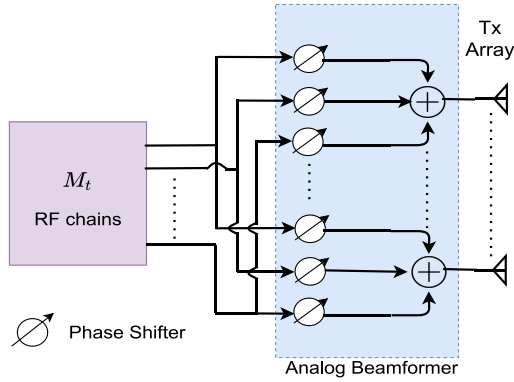 Tx
Array
M_t
RF chains
Phase Shifter
Analog Beamformer